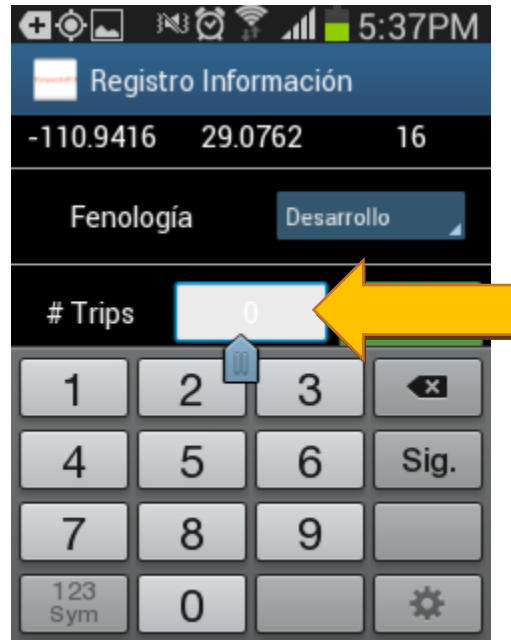 5:37PM
Registro Información
-110.9416 29.0762 16
Fenología Desarrollo
# Trips 0
1 2 3
4 5 6 Sig.
7 8 9
123
Sym 0